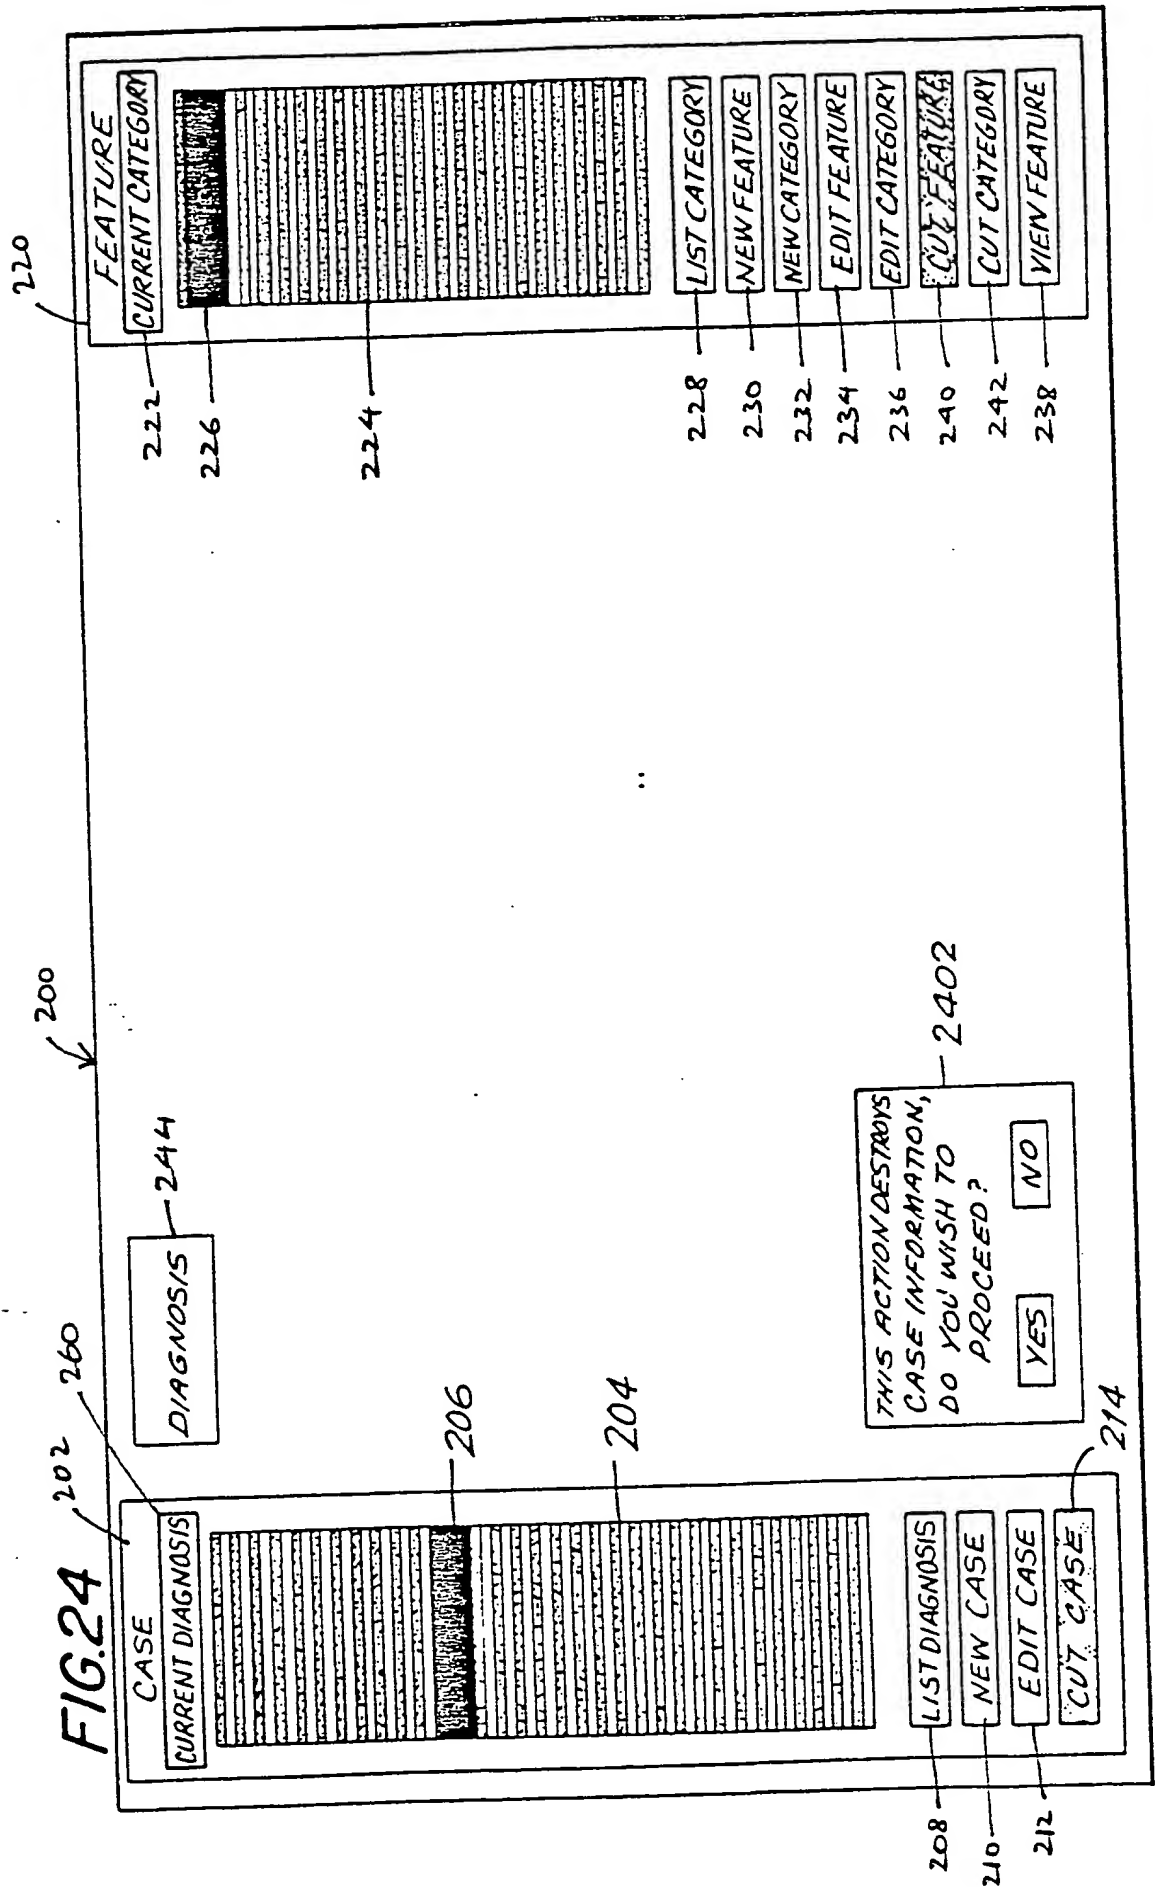 FIG.24
200
202
CASE
260
CURRENT DIAGNOSIS
206
204
208
LIST DIAGNOSIS
210
NEW CASE
212
EDIT CASE
CUT CASE
214
DIAGNOSIS
244
THIS ACTION DESTROYS
CASE INFORMATION,
DO YOU WISH TO
PROCEED?
YES
NO
2402
220
FEATURE
222
CURRENT CATEGORY
226
224
228
LIST CATEGORY
230
NEW FEATURE
232
NEW CATEGORY
234
EDIT FEATURE
236
EDIT CATEGORY
240
CUT FEATURE
242
CUT CATEGORY
238
VIEW FEATURE